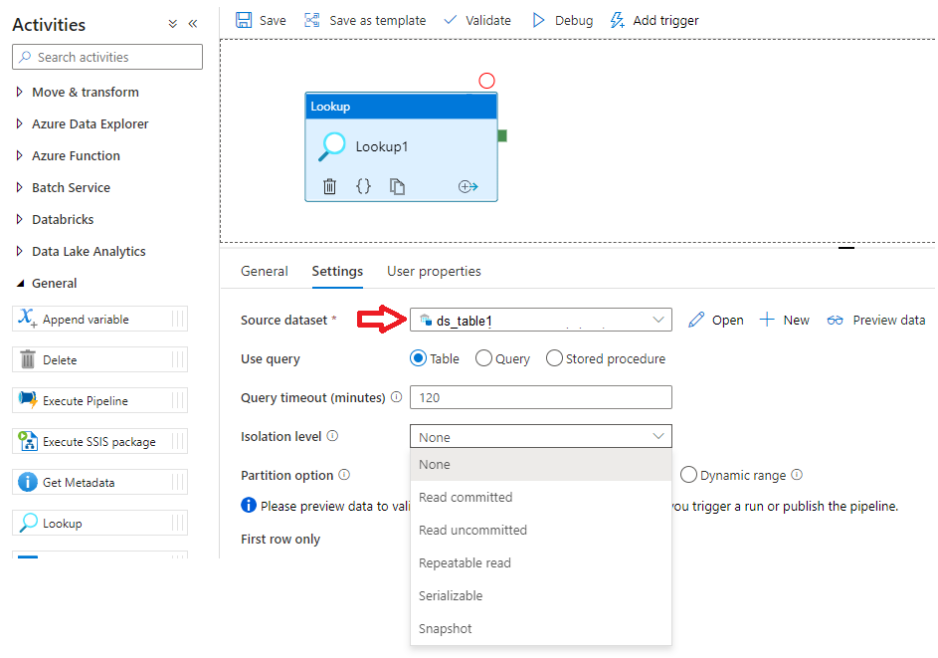 Activities
Search activities
Move & transform
Azure Data Explorer
Azure Function
Batch Service
Databricks
Data Lake Analytics
General
Append variable
Delete
Execute Pipeline
Execute SSIS package
Get Metadata
Lookup
Save Save as template Validate Debug Add trigger
Lookup
Lookup1
General Settings User properties
Source dataset * ds_table1 Open New Preview data
Use query Table Query Stored procedure
Query timeout (minutes) 120
Isolation level None
None
Read committed
Read uncommitted
Repeatable read
Serializable
Snapshot
Partition option Dynamic range
Please preview data to vali you trigger a run or publish the pipeline.
First row only